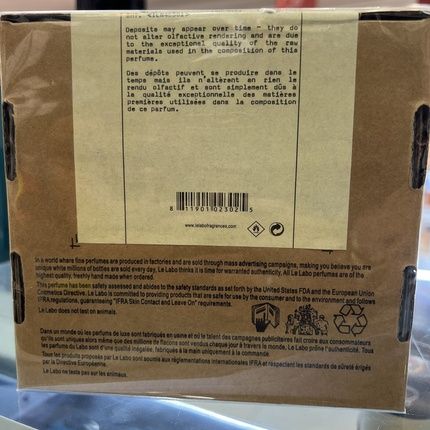 Deposits may appear over time - they do
not alter olfactive rendering and are due
to the exceptionel quality of the raw
materials used in the composition of this
parfums.
Des dépôts peuvent se produire dans le
temps mais ils n'altèrent en rien le
rendu olfactif et sont simplement dûs à
la qualité exceptionnelle des matières
premières utilisées dans la composition
de ce parfum.
8 11901 02302 5
www.lelabofragrances.com
In a world where fine perfumes are produced in factories and are sold through mass advertising campaigns, making you believe you are
unique white millions of bottles are sold every day, Le Labo thinks it is time for warranted authenticity. All Le Labo perfumes are of the
highest quality, freshly hand made when ordered.
This perfume has been safety assessed and abides to the safety standards as set forth by the United States FDA and the European Union
Cosmetics Directive. Le Labo is committed to providing products that are safe for use by the consumer and to the environment and follows
IFRA regulations, guaranteeing "IFRA Skin Contact and Leave On" requirements.
Le Labo does not test on animals.
Dans un monde où les parfums de luxe sont fabriqués en usine et où le talent des campagnes publicitaires fait croire aux consommateurs
qu'ils sont uniques alors même que des millions de flacons sont vendus chaque jour à travers le monde, Le Labo prône l'authenticité. Tous
les parfums du Labo sont d'une qualité inégalée, fabriqués à la main uniquement à la commande.
Tous les produits proposés par Le Labo sont soumis aux réglementations internationales IFRA et respectent les standards de sûreté érigés
par la Directive Européenne.
Le Labo ne teste pas sur les animaux.